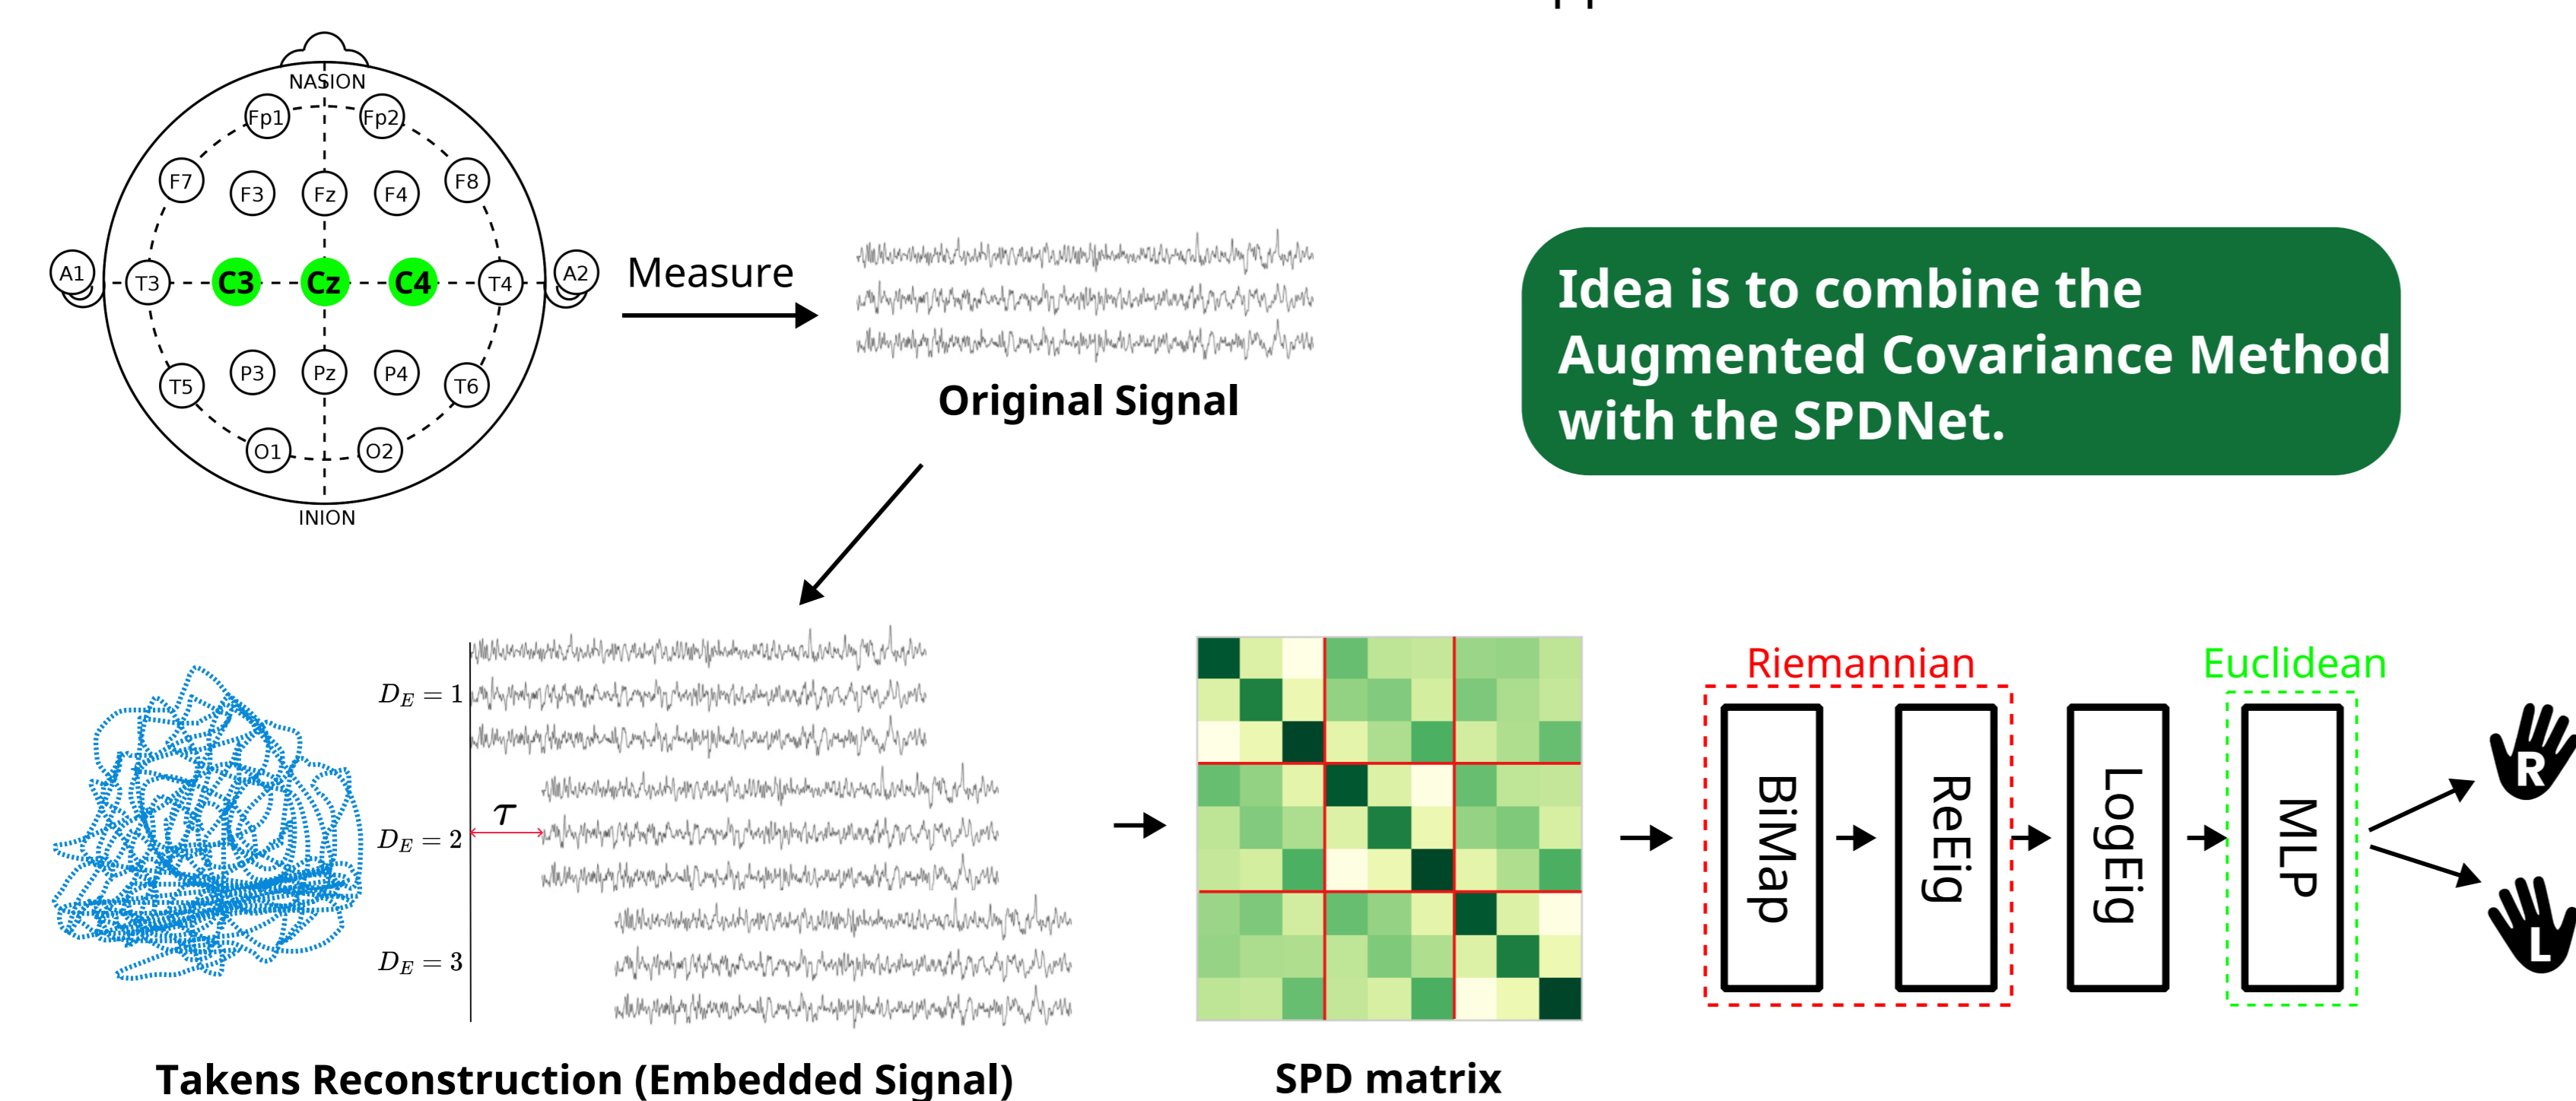 NASION
Fp1 Fp2
F7 F3 Fz F4 F8
A1 T3 C3 Cz C4 T4 A2
T5 P3 Pz P4 T6
O1 O2
INION
Measure
Original Signal
Idea is to combine the
Augmented Covariance Method
with the SPDNet.
D_E = 1
τ
D_E = 2
D_E = 3
Takens Reconstruction (Embedded Signal)
SPD matrix
Riemannian
BiMap
ReEig
LogEig
Euclidean
MLP
R
L